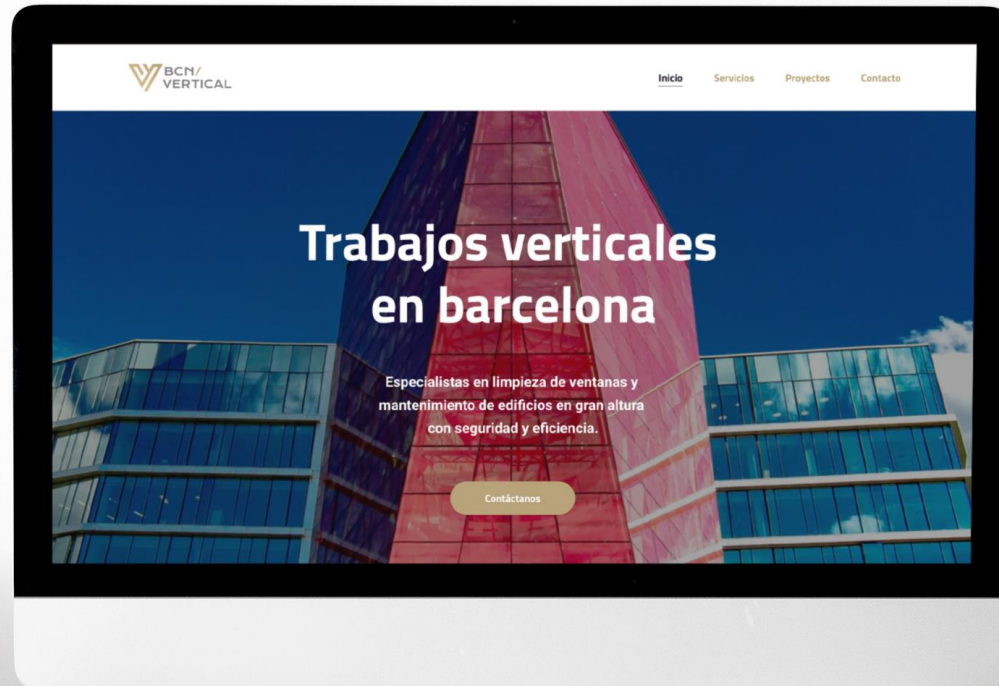 BCN/
VERTICAL
Inicio
Servicios
Proyectos
Contacto
Trabajos verticales
en barcelona
Especialistas en limpieza de ventanas y
mantenimiento de edificios en gran altura
con seguridad y eficiencia.
Contáctanos